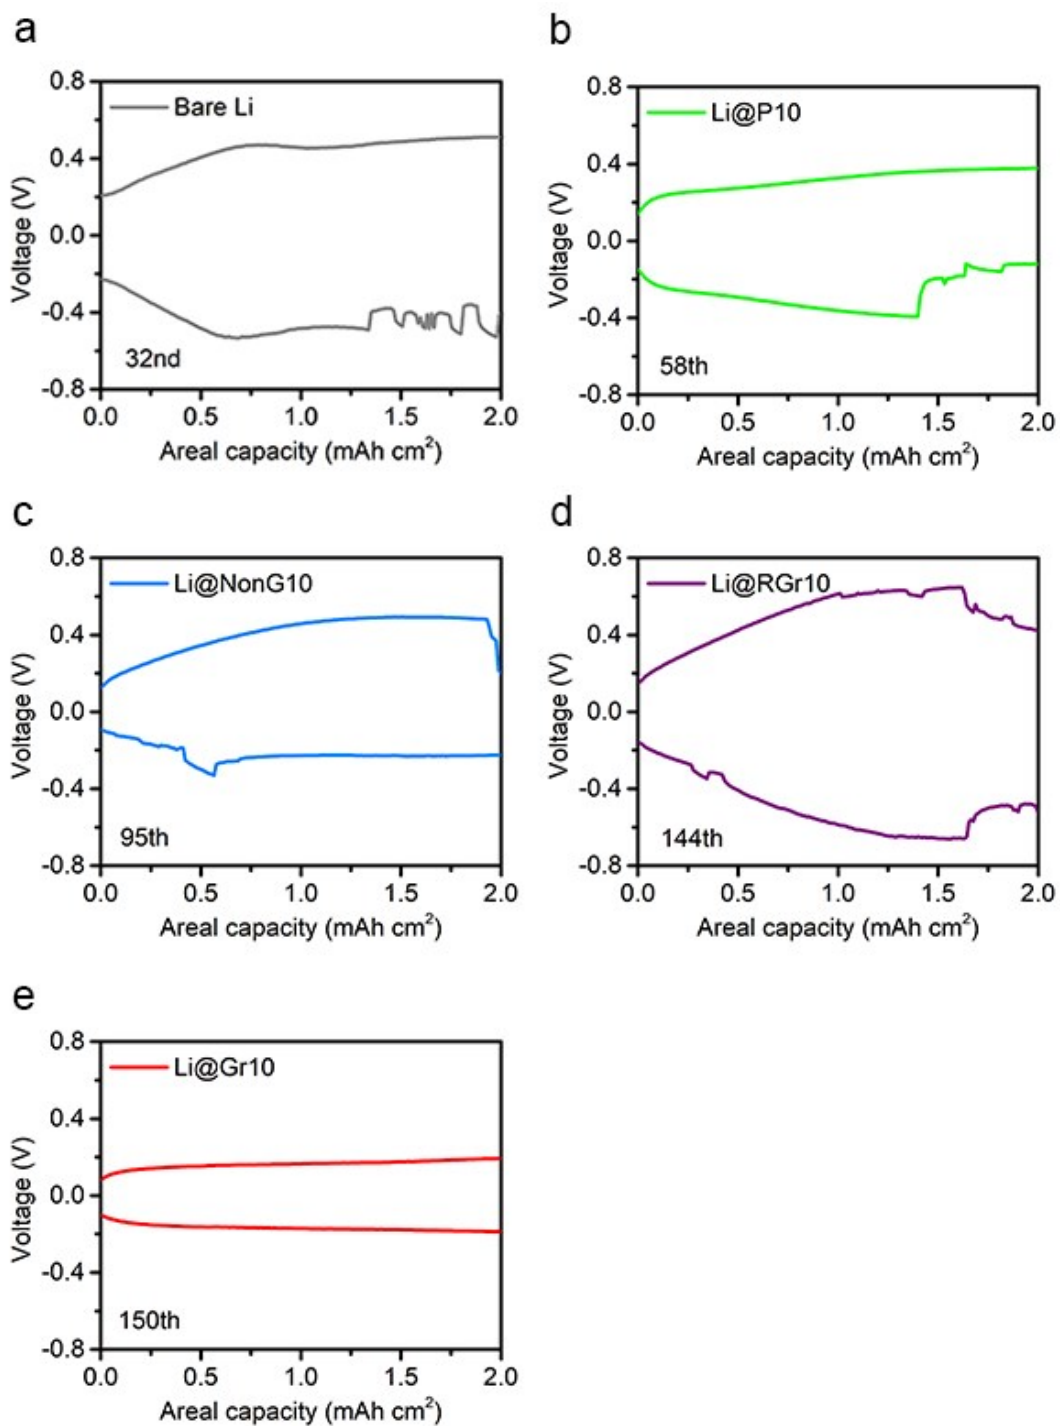 a
Bare Li
0.8
0.4
0.0
-0.4
-0.8
Voltage (V)
32nd
0.0 0.5 1.0 1.5 2.0
Areal capacity (mAh cm²)
b
Li@P10
0.8
0.4
0.0
-0.4
-0.8
Voltage (V)
58th
0.0 0.5 1.0 1.5 2.0
Areal capacity (mAh cm²)
c
Li@NonG10
0.8
0.4
0.0
-0.4
-0.8
Voltage (V)
95th
0.0 0.5 1.0 1.5 2.0
Areal capacity (mAh cm²)
d
Li@RGr10
0.8
0.4
0.0
-0.4
-0.8
Voltage (V)
144th
0.0 0.5 1.0 1.5 2.0
Areal capacity (mAh cm²)
e
Li@Gr10
0.8
0.4
0.0
-0.4
-0.8
Voltage (V)
150th
0.0 0.5 1.0 1.5 2.0
Areal capacity (mAh cm²)